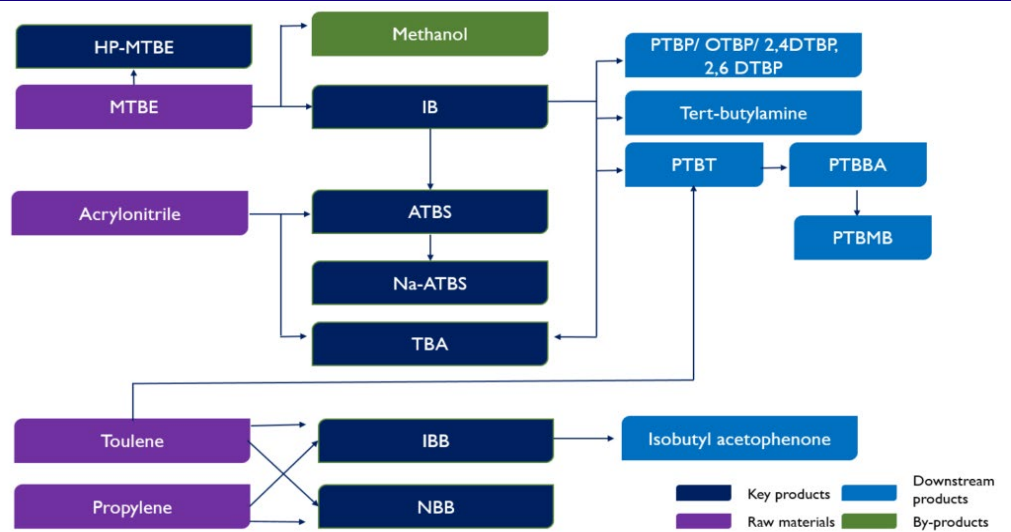 HP-MTBE
Methanol
PTBP/ OTBP/ 2,4DTBP,
2,6 DTBP
MTBE
IB
Tert-butylamine
PTBT
PTBBA
Acrylonitrile
ATBS
PTBMB
Na-ATBS
TBA
Toulene
IBB
Isobutyl acetophenone
Propylene
NBB
Key products
Downstream
products
Raw materials
By-products